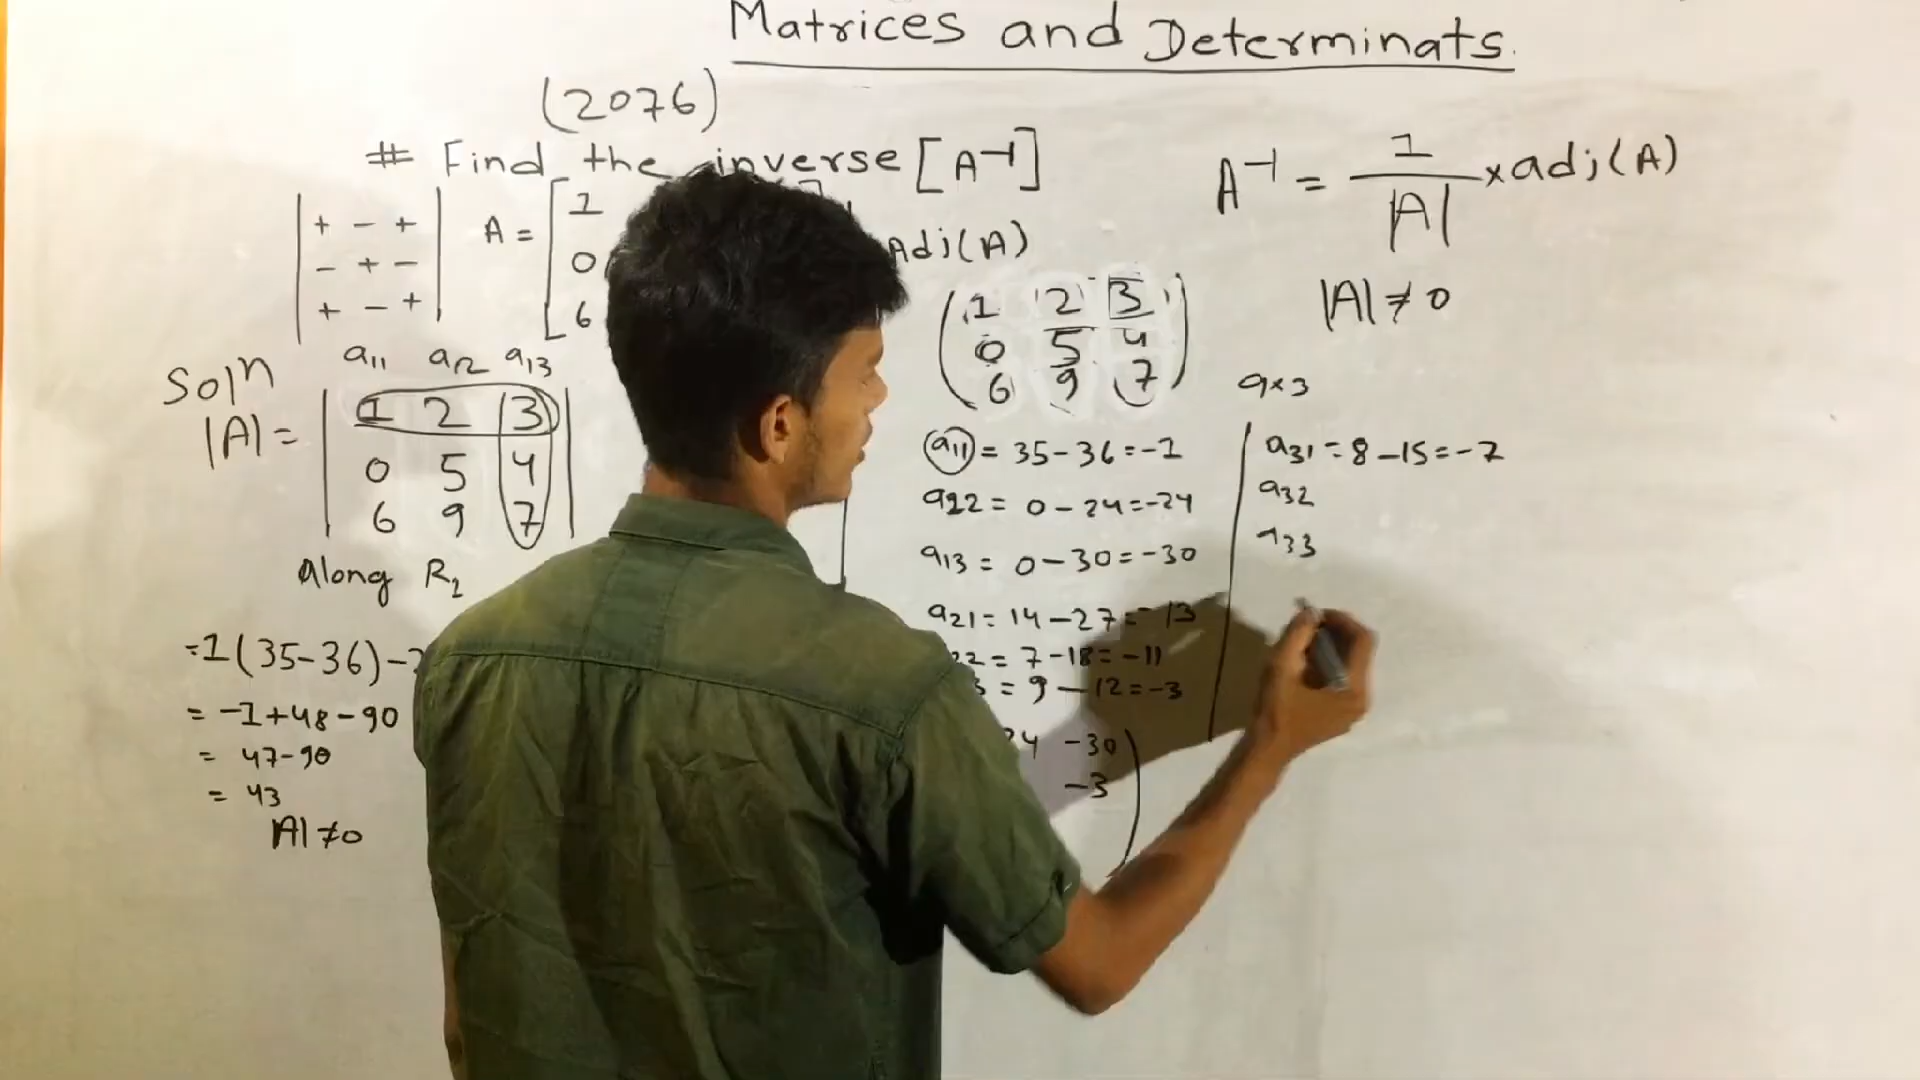 Matrices and Determinats.
(2076)
# Find the inverse [A⁻¹]
+ − +
− + −
+ − +
A = [1
0
6
Soln
a11 a12 a13
|A| = | 1 2 3 |
0 5 4
6 9 7
Along R2
=1(35-36)-2
= -1+48-90
= 47-90
= 43
|A| ≠ 0
Adj(A)
(1 2 3)
0 5 4
6 9 7
a11 = 35-36=-1
a12 = 0-24=-24
a13 = 0-30=-30
a21 = 14-27=-13
22 = 7-18=-11
3 = 9-12=-3
24 -30
-3
A⁻¹ = 1/|A| × adj(A)
|A| ≠ 0
9×3
a31 = 8-15=-7
a32
a33